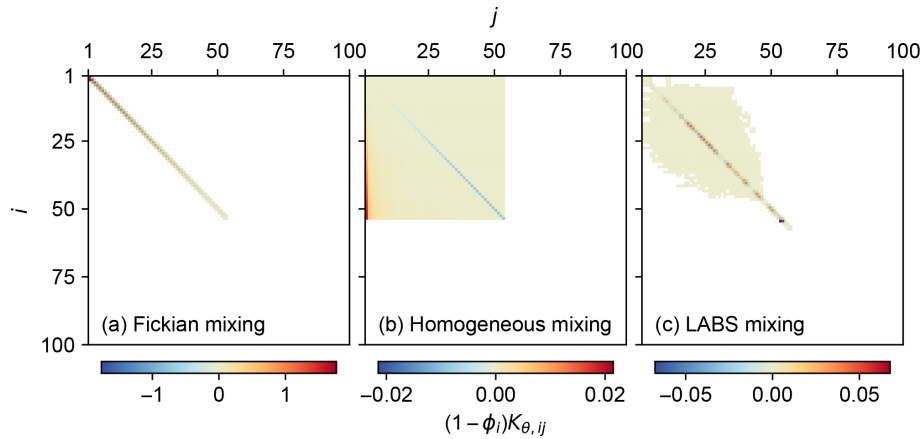 j
1 25 50 75 100 25 50 75 100 25 50 75 100
1
25
50
75
100
i
(a) Fickian mixing
(b) Homogeneous mixing
(c) LABS mixing
−1 0 1
−0.02 0.00 0.02
−0.05 0.00 0.05
(1 − ϕᵢ)K_{θ, ij}